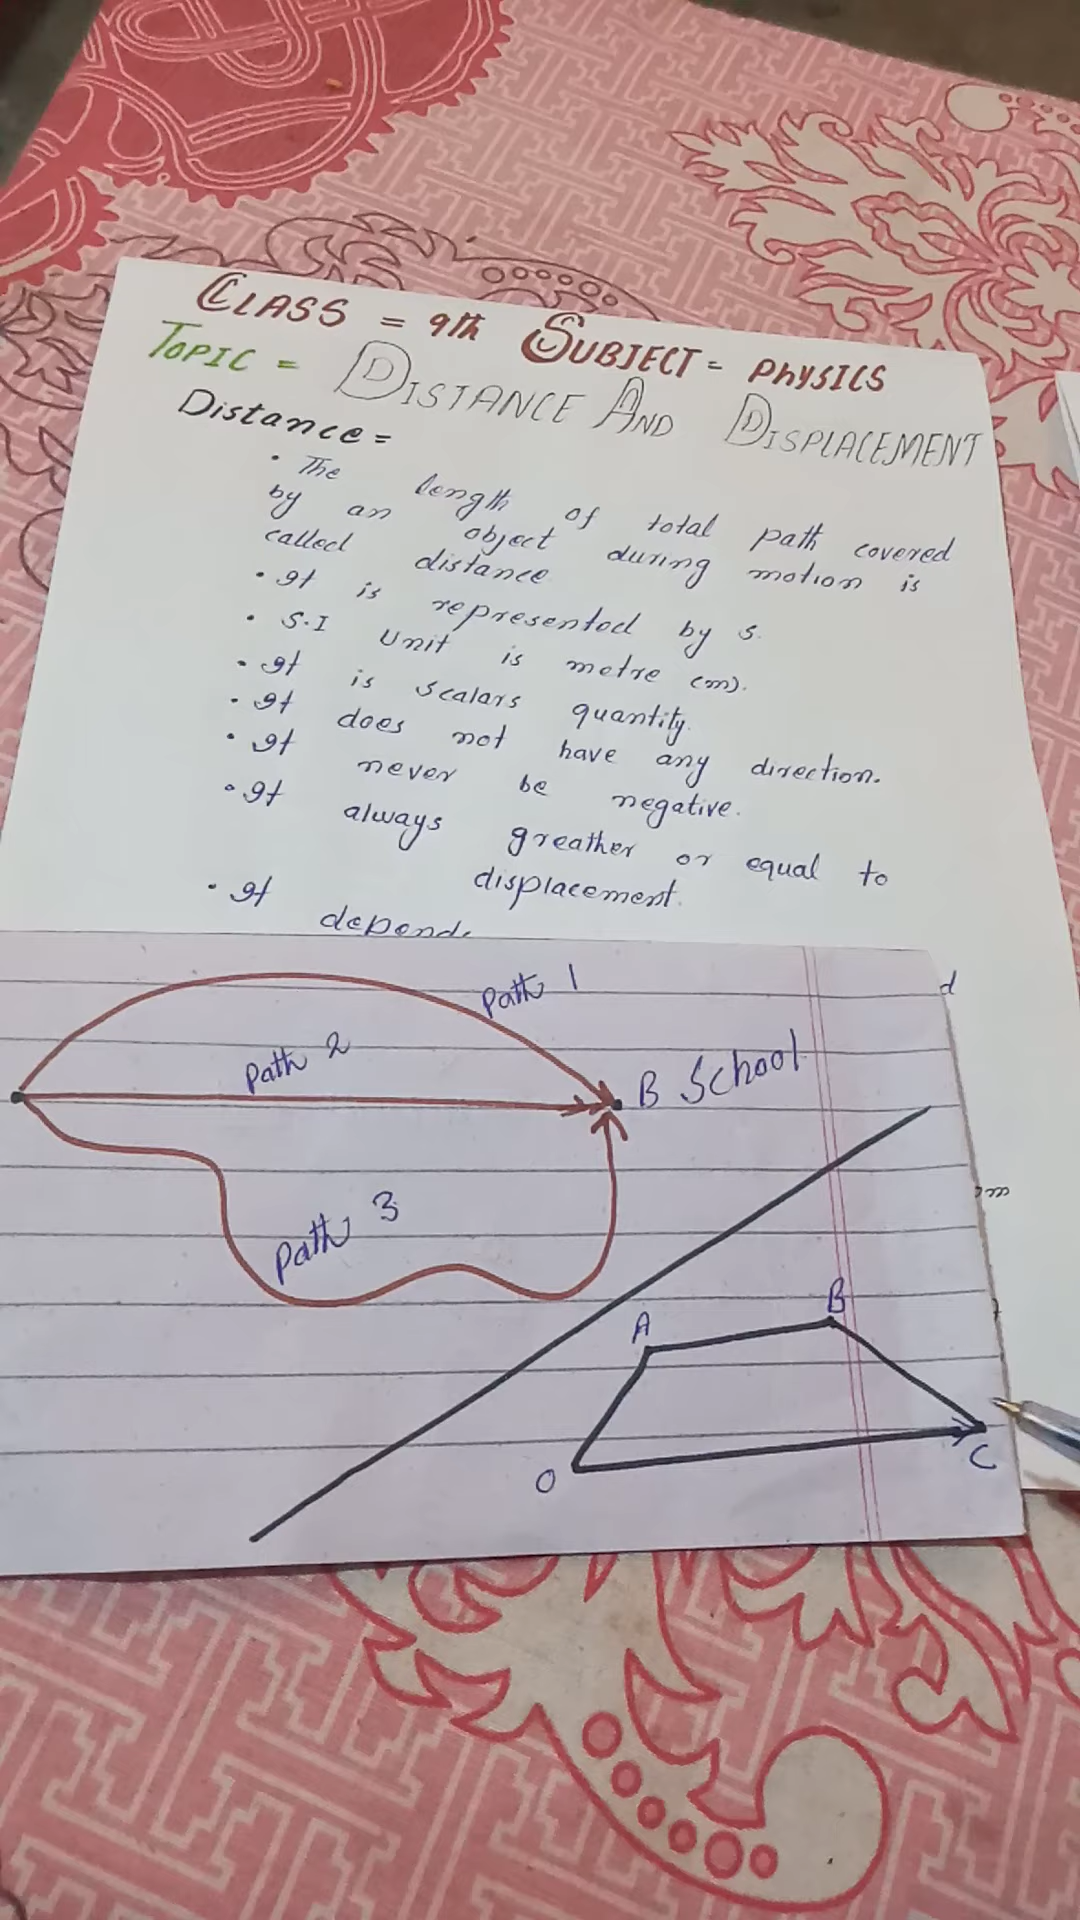 CLASS = 9th SUBJECT = PHYSICS
TOPIC = DISTANCE AND DISPLACEMENT
Distance =
• The length of total path covered
by an object during motion is
called distance
• It is represented by s.
• S.I Unit is metre (m).
• It is scalars quantity.
• It does not have any direction.
• It never be negative.
• It always greather or equal to
displacement.
• It depend
d
Path 1
Path 2
B School
m
Path 3
A B
O C